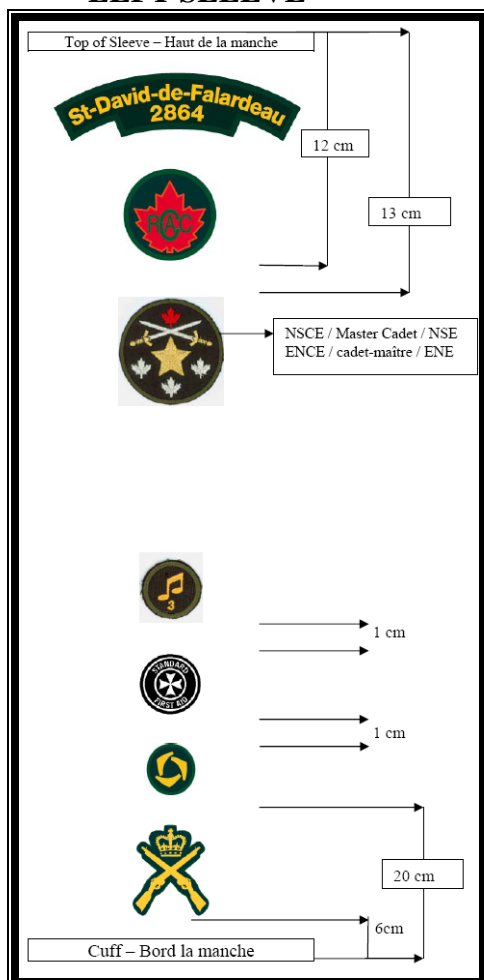 LEFT SLEEVE
Top of Sleeve – Haut de la manche
St-David-de-Falardeau
2864
12 cm
RCAC
13 cm
NSCE / Master Cadet / NSE
ENCE / cadet-maître / ENE
3
1 cm
STANDARD
FIRST AID
1 cm
20 cm
6cm
Cuff – Bord la manche